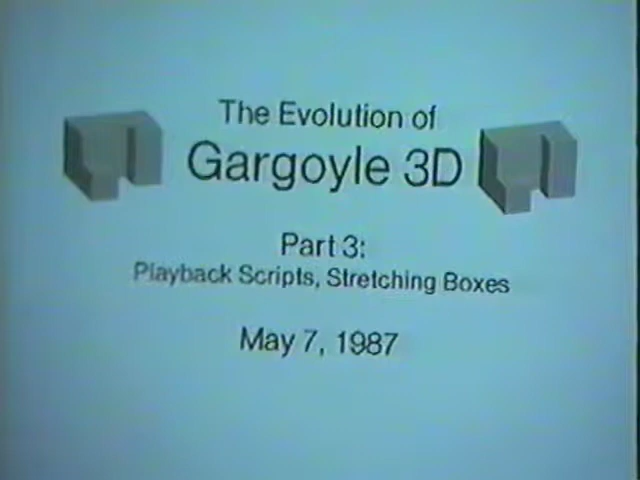 The Evolution of
Gargoyle 3D
Part 3:
Playback Scripts, Stretching Boxes
May 7, 1987